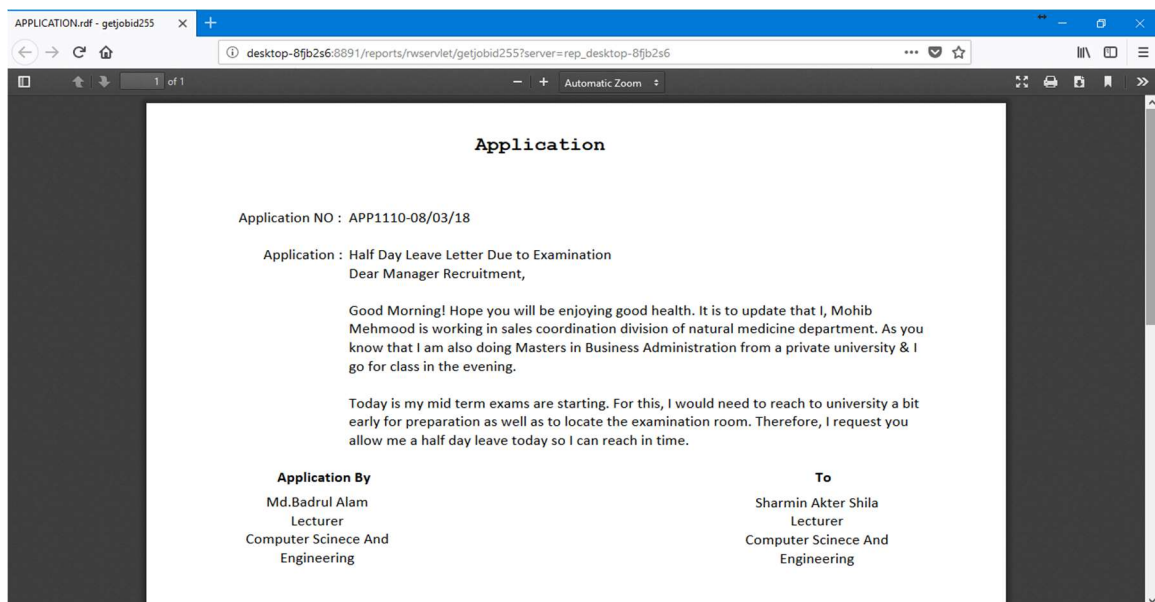 APPLICATION.rdf - getjobid255
desktop-8fjb2s6:8891/reports/rwservlet/getjobid255?server=rep_desktop-8fjb2s6
1 of 1
Automatic Zoom
Application
Application NO : APP1110-08/03/18
Application : Half Day Leave Letter Due to Examination
Dear Manager Recruitment,
Good Morning! Hope you will be enjoying good health. It is to update that I, Mohib
Mehmood is working in sales coordination division of natural medicine department. As you
know that I am also doing Masters in Business Administration from a private university & I
go for class in the evening.
Today is my mid term exams are starting. For this, I would need to reach to university a bit
early for preparation as well as to locate the examination room. Therefore, I request you
allow me a half day leave today so I can reach in time.
Application By To
Md.Badrul Alam Sharmin Akter Shila
Lecturer Lecturer
Computer Scinece And Computer Scinece And
Engineering Engineering